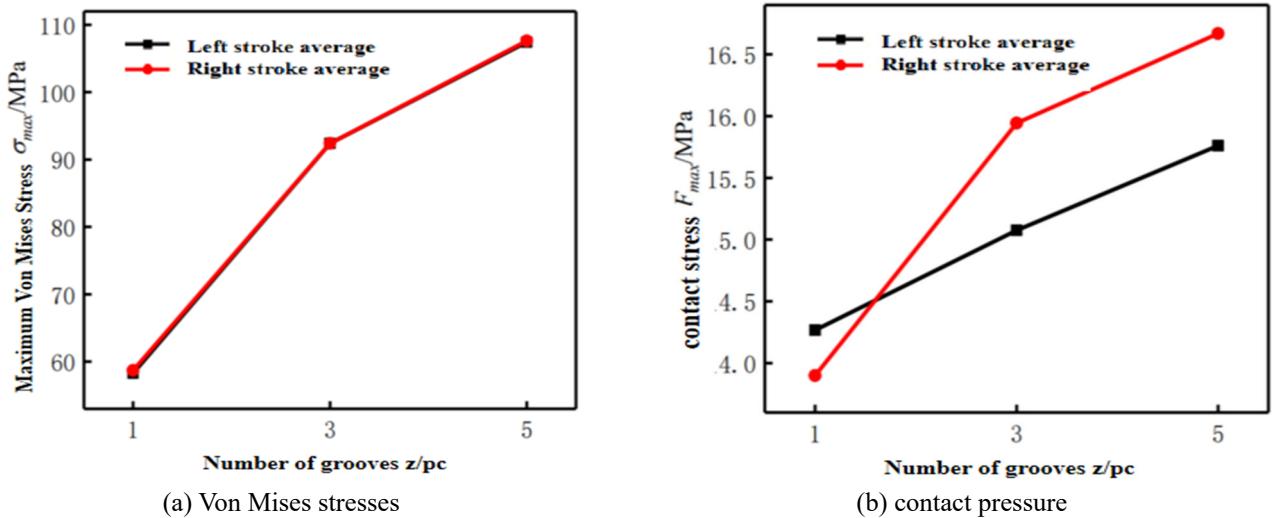 110
100
90
80
70
60
Maximum Von Mises Stress σmax/MPa
Left stroke average
Right stroke average
1 3 5
Number of grooves z/pc
(a) Von Mises stresses
16.5
16.0
15.5
5.0
4.5
4.0
contact stress Fmax/MPa
Left stroke average
Right stroke average
1 3 5
Number of grooves z/pc
(b) contact pressure